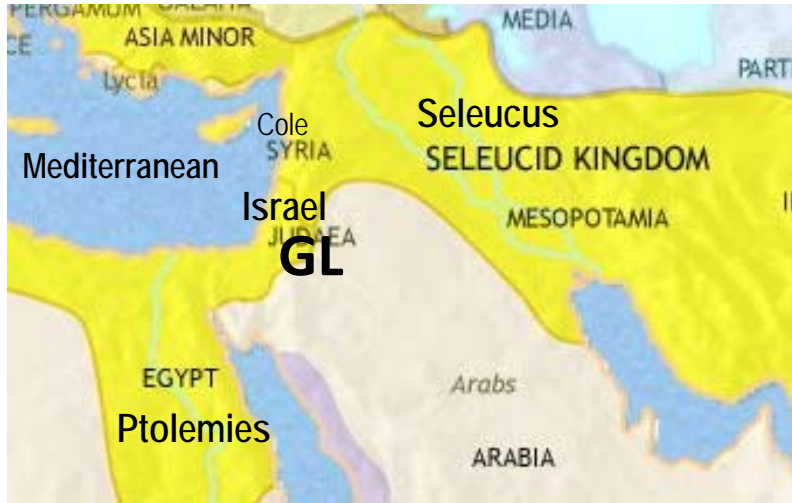 PERGAMUM
MEDIA
ASIA MINOR
Lycia
Seleucus
Cole
SYRIA
SELEUCID KINGDOM
Mediterranean
Israel
MESOPOTAMIA
JUDAEA
GL
EGYPT
Arabs
Ptolemies
ARABIA